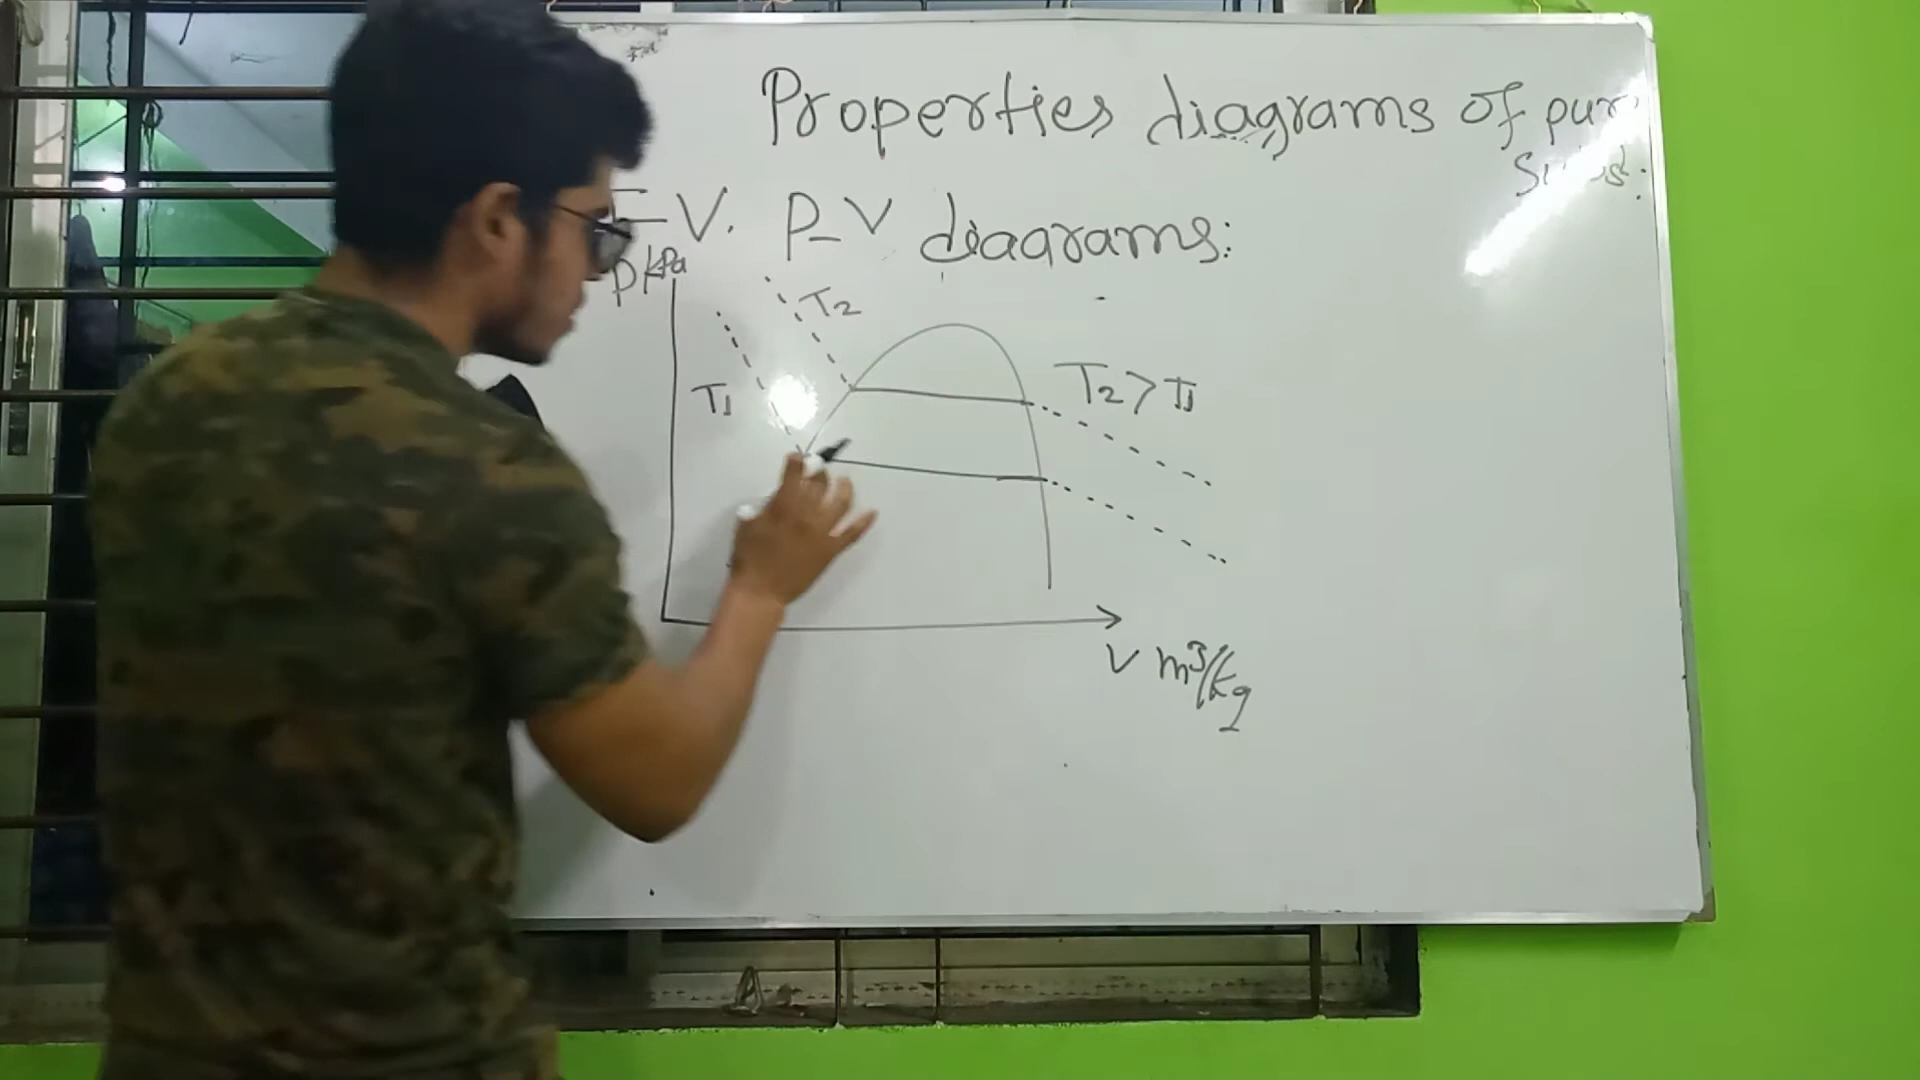 Properties diagrams of pur
V. P-V diagrams:
P kPa
T2
T1
T2 > T1
V m³/kg